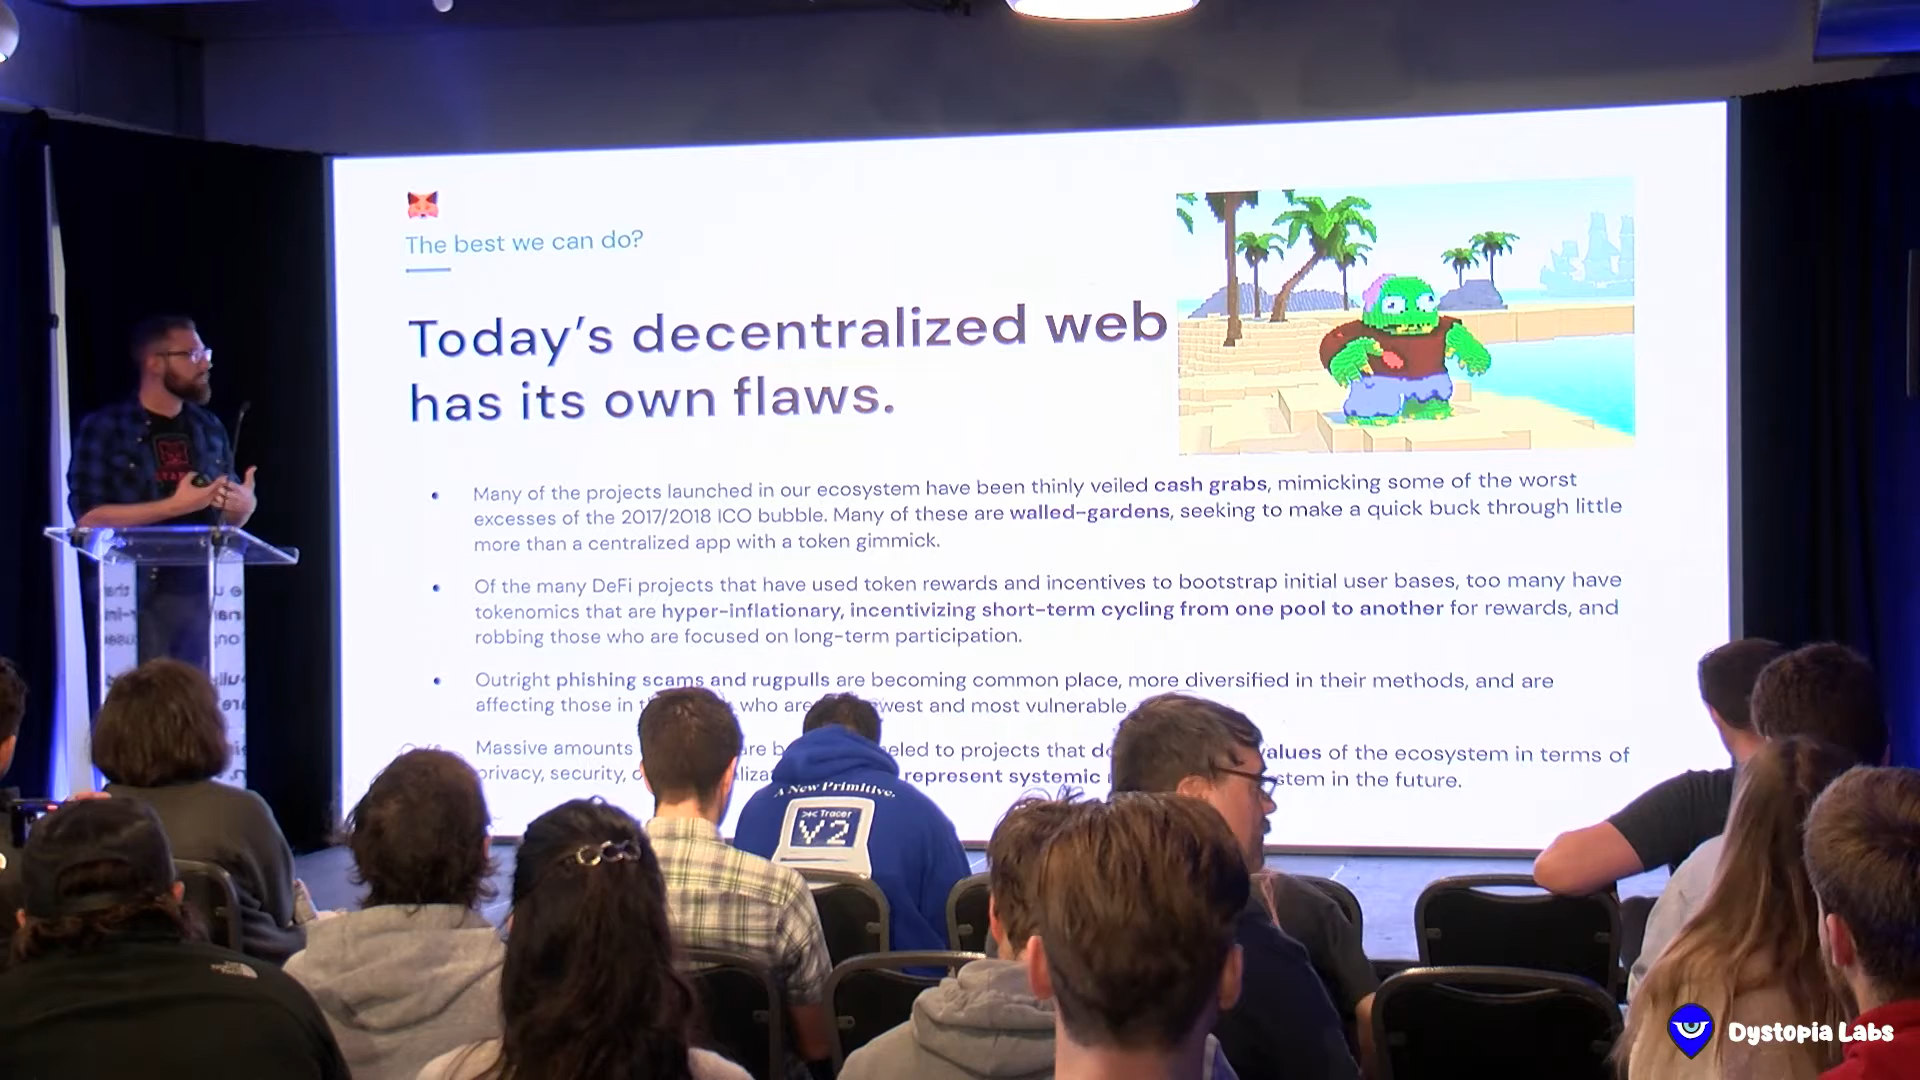 The best we can do?
Today's decentralized web
has its own flaws.
Many of the projects launched in our ecosystem have been thinly veiled cash grabs, mimicking some of the worst
excesses of the 2017/2018 ICO bubble. Many of these are walled-gardens, seeking to make a quick buck through little
more than a centralized app with a token gimmick.
Of the many DeFi projects that have used token rewards and incentives to bootstrap initial user bases, too many have
tokenomics that are hyper-inflationary, incentivizing short-term cycling from one pool to another for rewards, and
robbing those who are focused on long-term participation.
Outright phishing scams and rugpulls are becoming common place, more diversified in their methods, and are
affecting those in who are most vulnerable.
Massive amounts to projects that values of the ecosystem in terms of
privacy, security, represent systemic in the future.
A New Primitive.
Tracer
V2
Dystopia Labs